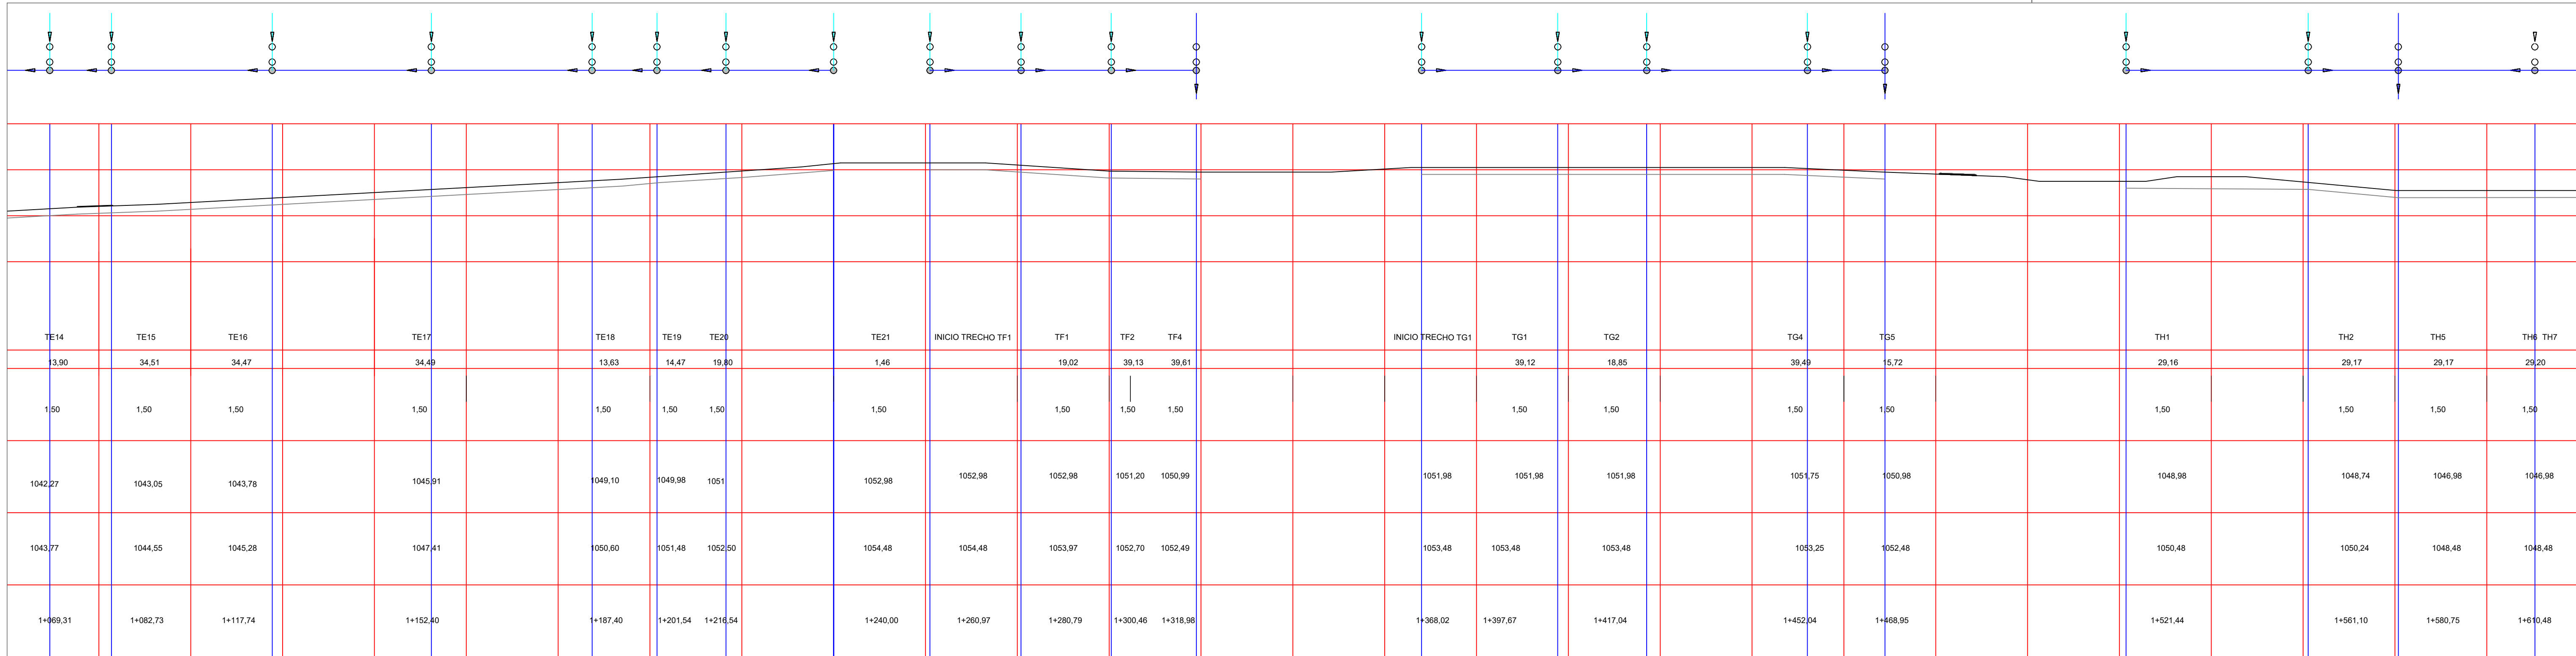 TE14 TE15 TE16 TE17 TE18 TE19 TE20 TE21 INICIO TRECHO TF1 TF1 TF2 TF4 INICIO TRECHO TG1 TG1 TG2 TG4 TG5 TH1 TH2 TH5 TH6 TH7
13,90 34,51 34,47 34,49 13,63 14,47 19,80 1,46 19,02 39,13 39,61 39,12 18,85 39,49 15,72 29,16 29,17 29,17 29,20
1,50 1,50 1,50 1,50 1,50 1,50 1,50 1,50 1,50 1,50 1,50 1,50 1,50 1,50 1,50 1,50 1,50 1,50 1,50
1042,27 1043,05 1043,78 1045,91 1049,10 1049,98 1051 1052,98 1052,98 1052,98 1051,20 1050,99 1051,98 1051,98 1051,98 1051,75 1050,98 1048,98 1048,74 1046,98 1046,98
1043,77 1044,55 1045,28 1047,41 1050,60 1051,48 1052,50 1054,48 1054,48 1053,97 1052,70 1052,49 1053,48 1053,48 1053,48 1053,25 1052,48 1050,48 1050,24 1048,48 1048,48
1+069,31 1+082,73 1+117,74 1+152,40 1+187,40 1+201,54 1+216,54 1+240,00 1+260,97 1+280,79 1+300,46 1+318,98 1+368,02 1+397,67 1+417,04 1+452,04 1+468,95 1+521,44 1+561,10 1+580,75 1+610,48